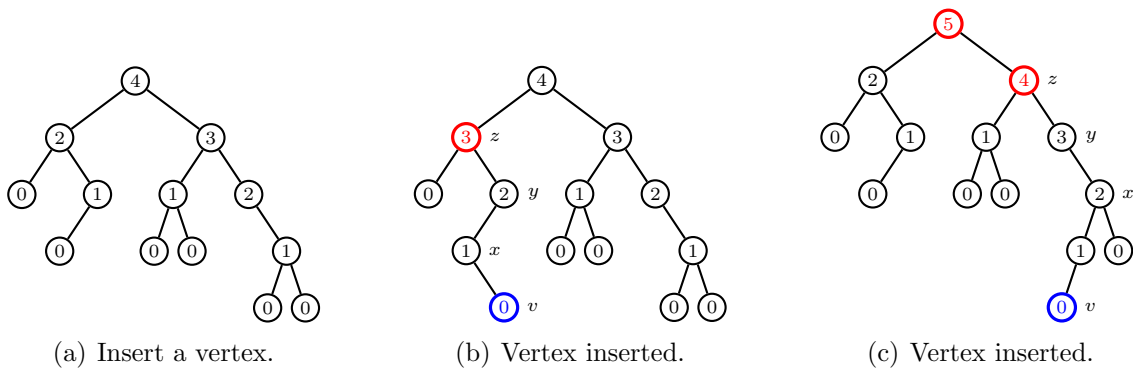 4
2 3
0 1 1 2
0 0 0 1
0 0
(a) Insert a vertex.
4
3 z 3
0 2 y 1 2
1 x 0 0 1
0 v 0 0
(b) Vertex inserted.
5
2 4 z
0 1 1 3 y
0 0 0 2 x
1 0
0 v
(c) Vertex inserted.